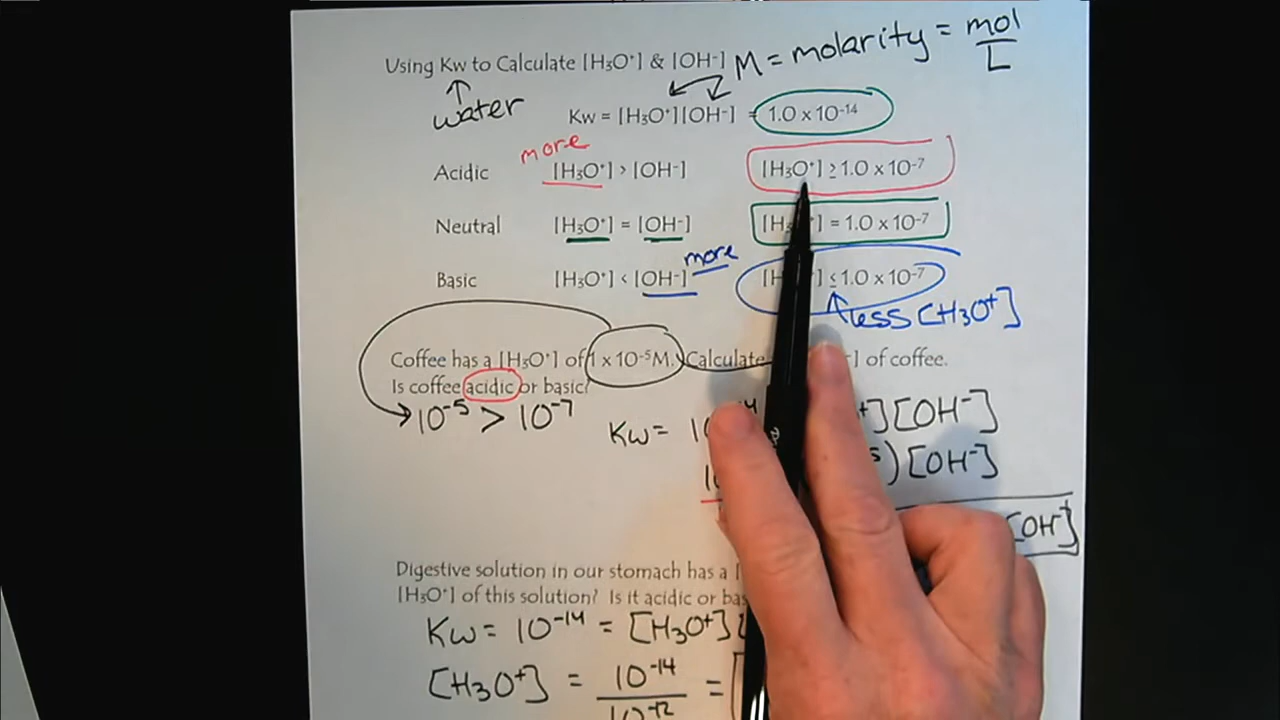 Using Kw to Calculate [H₃O⁺] & [OH⁻] M = molarity = mol/L
water
Kw = [H₃O⁺][OH⁻] = 1.0 x 10⁻¹⁴
more
Acidic [H₃O⁺] > [OH⁻] [H₃O⁺] ≥ 1.0 x 10⁻⁷
Neutral [H₃O⁺] = [OH⁻] [H₃ ⁺] = 1.0 x 10⁻⁷
more
Basic [H₃O⁺] < [OH⁻] [H ] ≤ 1.0 x 10⁻⁷
less [H₃O⁺]
Coffee has a [H₃O⁺] of 1 x 10⁻⁵M. Calculate ⁻] of coffee.
Is coffee acidic or basic?
10⁻⁵ > 10⁻⁷
Kw = 10 ⁺][OH⁻]
) [OH⁻]
[OH⁻]
Digestive solution in our stomach has a [
[H₃O⁺] of this solution? Is it acidic or bas
Kw = 10⁻¹⁴ = [H₃O⁺][
[H₃O⁺] = 10⁻¹⁴/10⁻¹² =